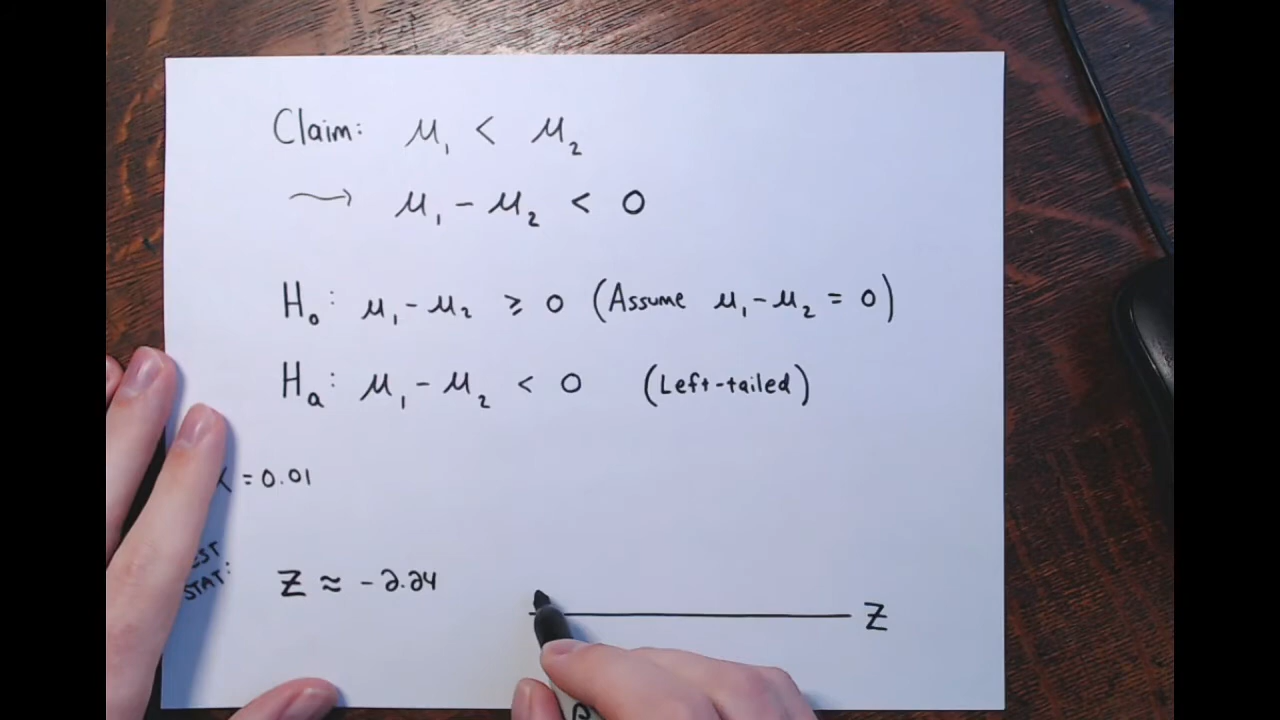 Claim: μ₁ < μ₂
→ μ₁ - μ₂ < 0
H₀: μ₁ - μ₂ ≥ 0 (Assume μ₁ - μ₂ = 0)
Hₐ: μ₁ - μ₂ < 0 (Left-tailed)
= 0.01
STAT: Z ≈ -2.24
Z